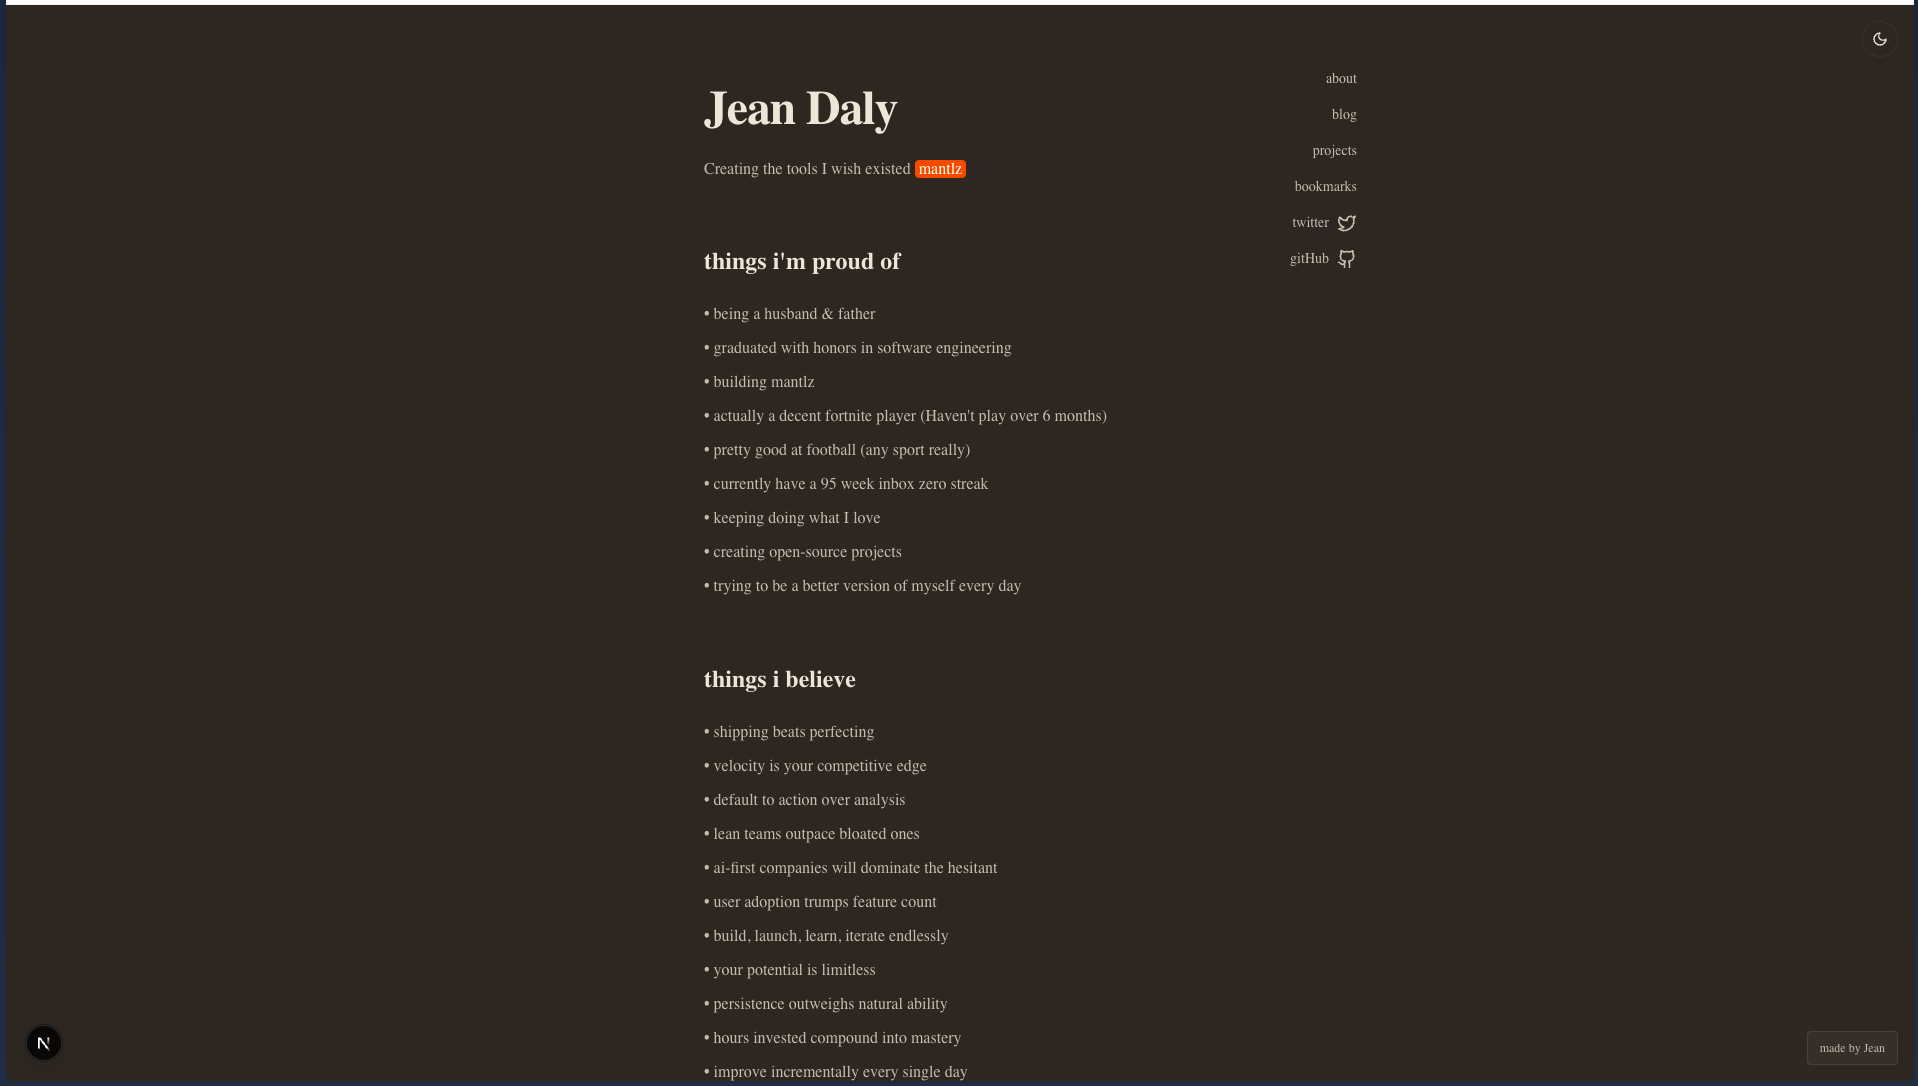 Jean Daly
Creating the tools I wish existed mantlz
about
blog
projects
bookmarks
twitter
gitHub
things i'm proud of
• being a husband & father
• graduated with honors in software engineering
• building mantlz
• actually a decent fortnite player (Haven't play over 6 months)
• pretty good at football (any sport really)
• currently have a 95 week inbox zero streak
• keeping doing what I love
• creating open-source projects
• trying to be a better version of myself every day
things i believe
• shipping beats perfecting
• velocity is your competitive edge
• default to action over analysis
• lean teams outpace bloated ones
• ai-first companies will dominate the hesitant
• user adoption trumps feature count
• build, launch, learn, iterate endlessly
• your potential is limitless
• persistence outweighs natural ability
• hours invested compound into mastery
• improve incrementally every single day
N
made by Jean